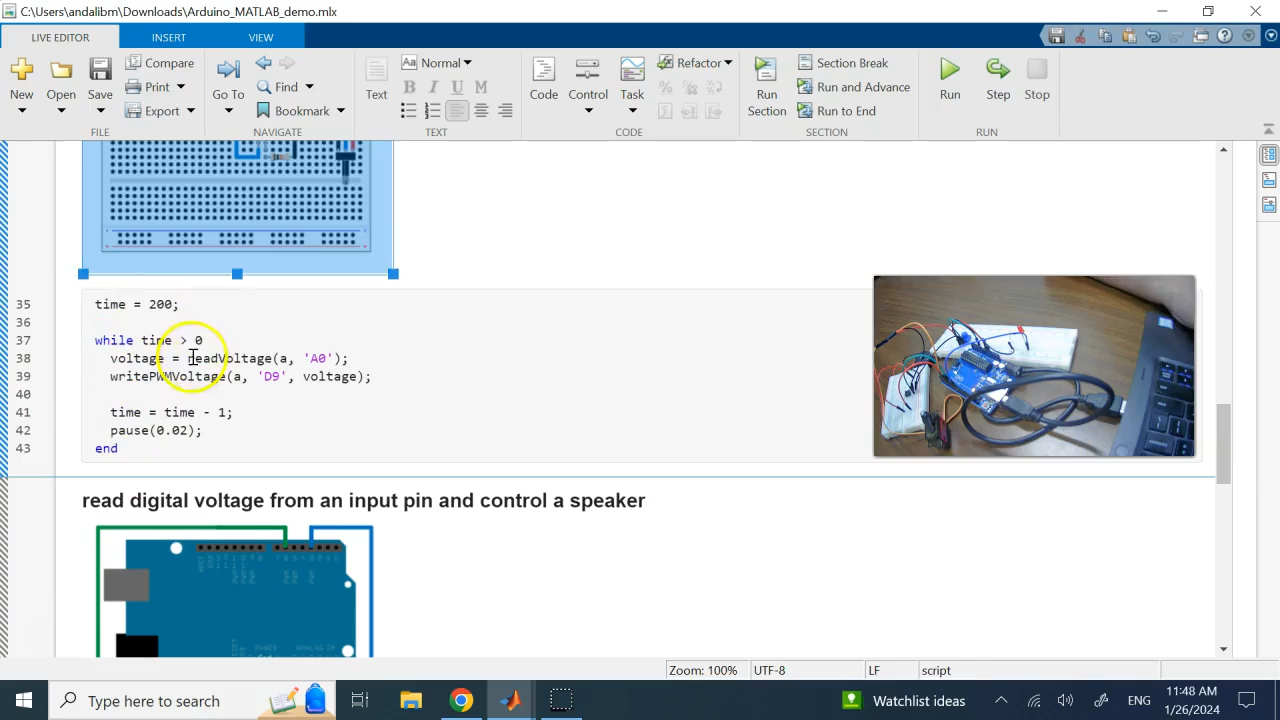 C:\Users\andalibm\Downloads\Arduino_MATLAB_demo.mlx
LIVE EDITOR INSERT VIEW
Compare Normal Refactor Section Break
Print Find B I U M Run and Advance
New Open Save Export Go To Bookmark Text Code Control Task Run Section Run to End Run Step Stop
FILE NAVIGATE TEXT CODE SECTION RUN
35 time = 200;
36
37 while time > 0
38 voltage = readVoltage(a, 'A0');
39 writePWMVoltage(a, 'D9', voltage);
40
41 time = time - 1;
42 pause(0.02);
43 end
read digital voltage from an input pin and control a speaker
Zoom: 100% UTF-8 LF script
Type here to search Watchlist ideas ENG 11:48 AM
1/26/2024